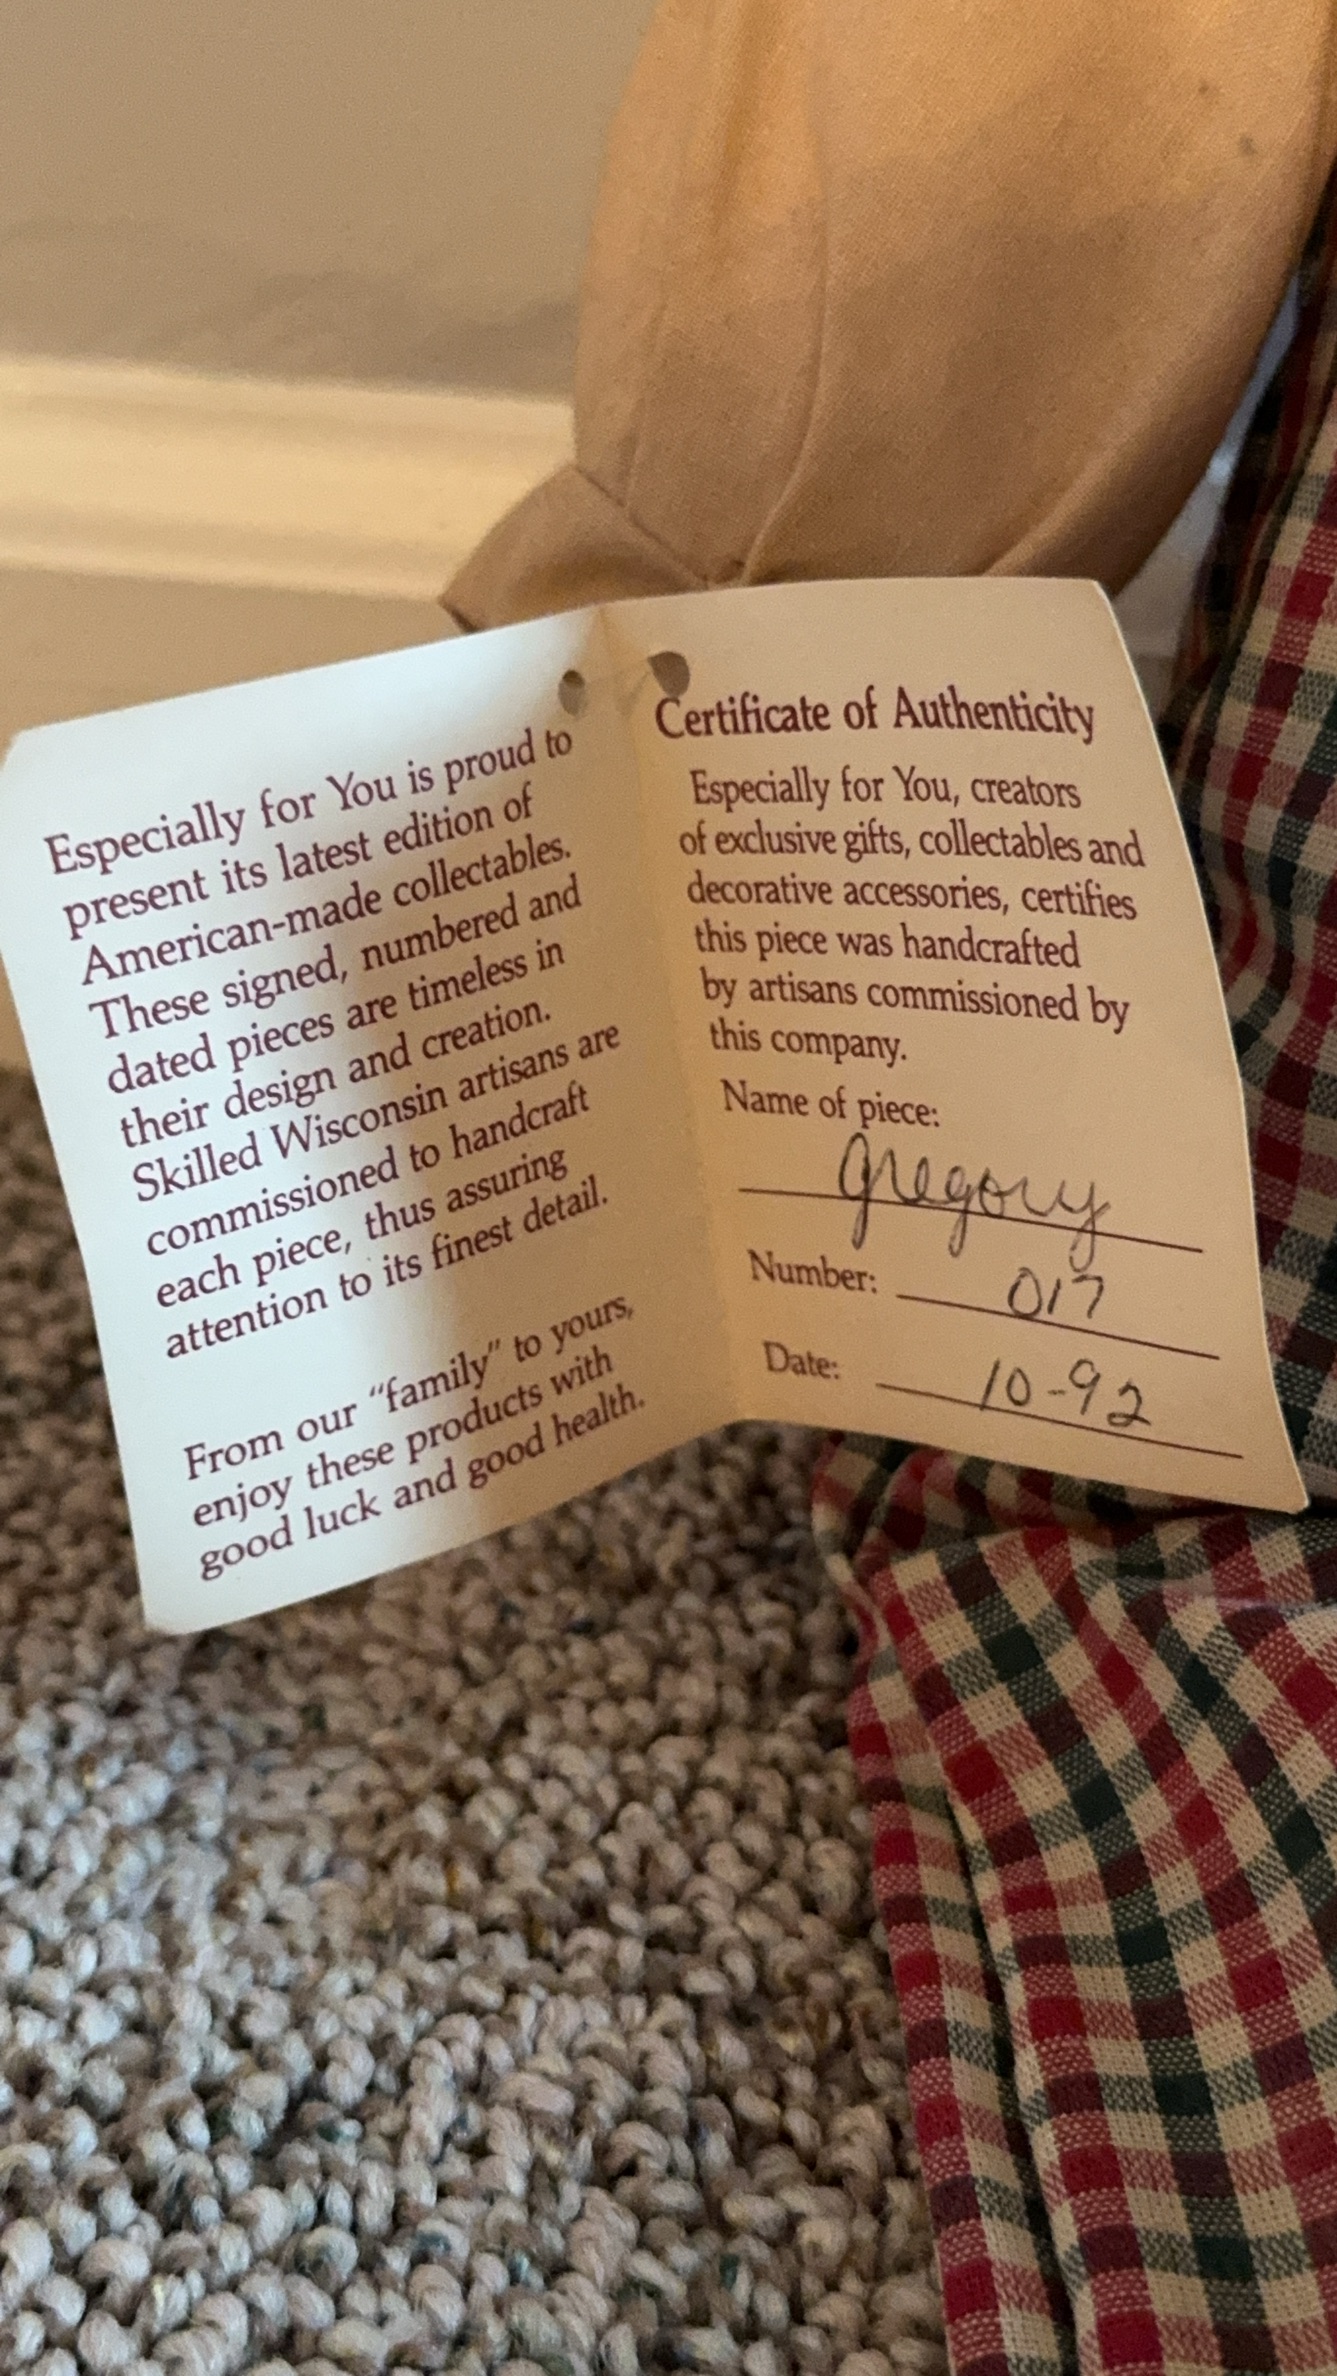 Especially for You is proud to
present its latest edition of
American-made collectables.
These signed, numbered and
dated pieces are timeless in
their design and creation.
Skilled Wisconsin artisans are
commissioned to handcraft
each piece, thus assuring
attention to its finest detail.
From our "family" to yours,
enjoy these products with
good luck and good health.
Certificate of Authenticity
Especially for You, creators
of exclusive gifts, collectables and
decorative accessories, certifies
this piece was handcrafted
by artisans commissioned by
this company.
Name of piece:
Gregory
Number: 017
Date: 10-92